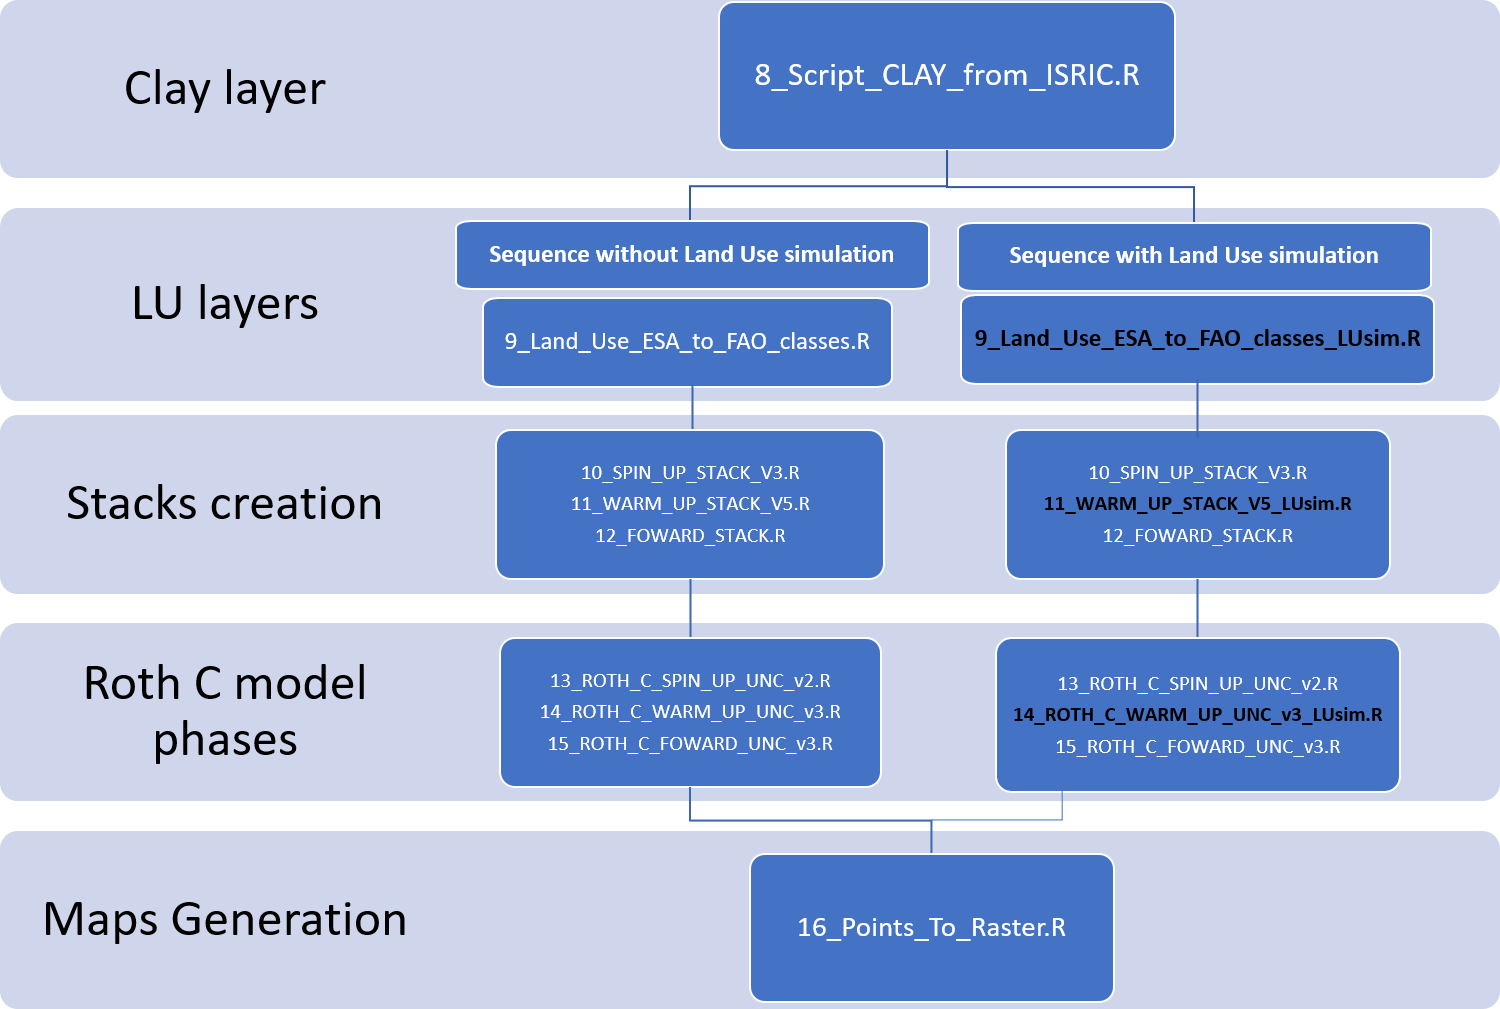 Clay layer
8_Script_CLAY_from_ISRIC.R
LU layers
Sequence without Land Use simulation
Sequence with Land Use simulation
9_Land_Use_ESA_to_FAO_classes.R
9_Land_Use_ESA_to_FAO_classes_LUsim.R
Stacks creation
10_SPIN_UP_STACK_V3.R
11_WARM_UP_STACK_V5.R
12_FOWARD_STACK.R
10_SPIN_UP_STACK_V3.R
11_WARM_UP_STACK_V5_LUsim.R
12_FOWARD_STACK.R
Roth C model
phases
13_ROTH_C_SPIN_UP_UNC_v2.R
14_ROTH_C_WARM_UP_UNC_v3.R
15_ROTH_C_FOWARD_UNC_v3.R
13_ROTH_C_SPIN_UP_UNC_v2.R
14_ROTH_C_WARM_UP_UNC_v3_LUsim.R
15_ROTH_C_FOWARD_UNC_v3.R
Maps Generation
16_Points_To_Raster.R